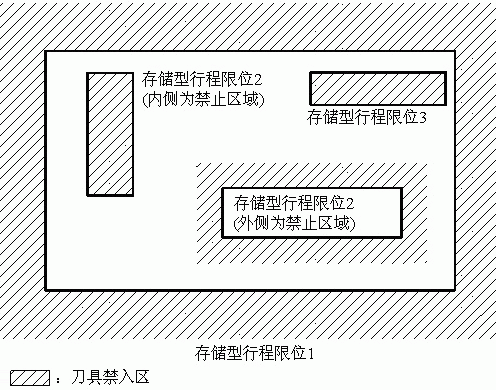 存储型行程限位2
(内侧为禁止区域)
存储型行程限位3
存储型行程限位2
(外侧为禁止区域)
存储型行程限位1
：刀具禁入区